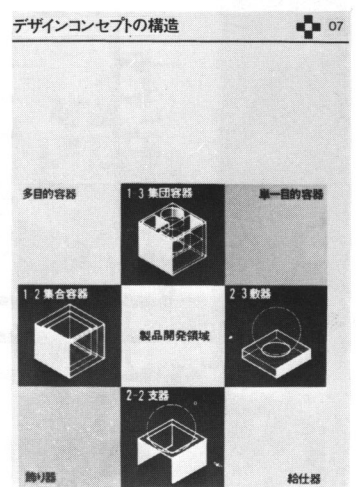 デザインコンセプトの構造 07
多目的容器
1-3 集団容器
単一目的容器
1-2 集合容器
製品開発領域
2-3 敷器
2-2 支器
飾り器
給仕器